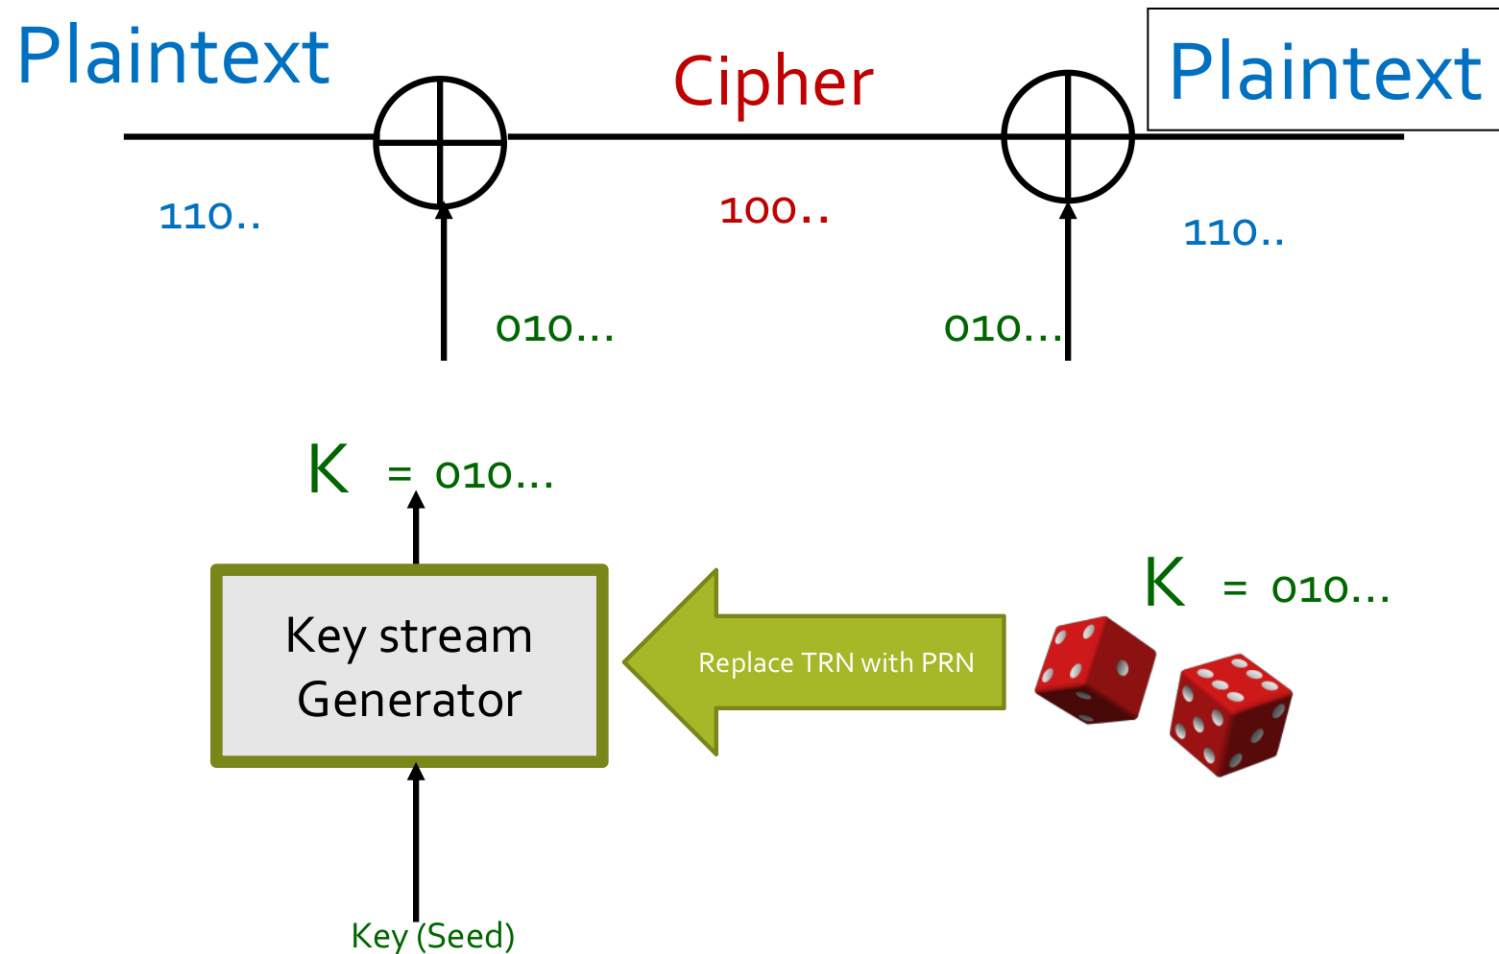 Plaintext
Cipher
Plaintext
110..
100..
110..
010...
010...
K = 010...
K = 010...
Key stream
Generator
Replace TRN with PRN
Key (Seed)